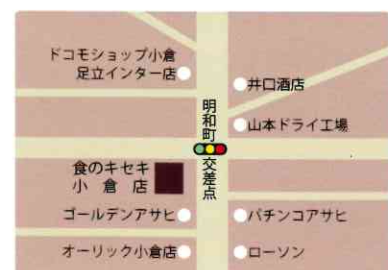 ドコモショップ小倉
足立インター店
井口酒店
明和町
交差点
山本ドライ工場
食のキセキ
小倉店
ゴールデンアサヒ
パチンコアサヒ
オーリック小倉店
ローソン